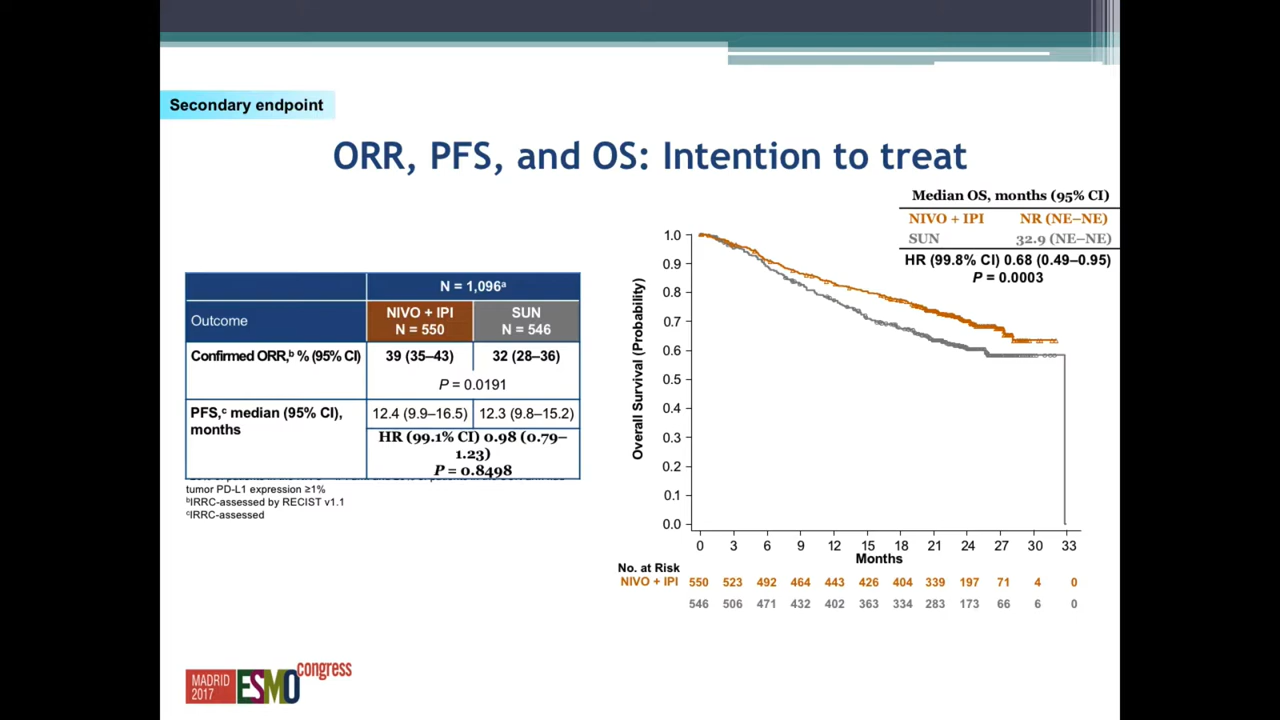 Secondary endpoint
ORR, PFS, and OS: Intention to treat
N = 1,096ᵃ
Outcome
NIVO + IPI
N = 550
SUN
N = 546
Confirmed ORR,ᵇ % (95% CI)
39 (35–43)
32 (28–36)
P = 0.0191
PFS,ᶜ median (95% CI),
months
12.4 (9.9–16.5)
12.3 (9.8–15.2)
HR (99.1% CI) 0.98 (0.79–
1.23)
P = 0.8498
tumor PD-L1 expression ≥1%
ᵇIRRC-assessed by RECIST v1.1
ᶜIRRC-assessed
Median OS, months (95% CI)
NIVO + IPI NR (NE–NE)
SUN 32.9 (NE–NE)
HR (99.8% CI) 0.68 (0.49–0.95)
P = 0.0003
Overall Survival (Probability)
1.0
0.9
0.8
0.7
0.6
0.5
0.4
0.3
0.2
0.1
0.0
0 3 6 9 12 15 18 21 24 27 30 33
Months
No. at Risk
NIVO + IPI 550 523 492 464 443 426 404 339 197 71 4 0
546 506 471 432 402 363 334 283 173 66 6 0
MADRID
2017
ESMO
congress